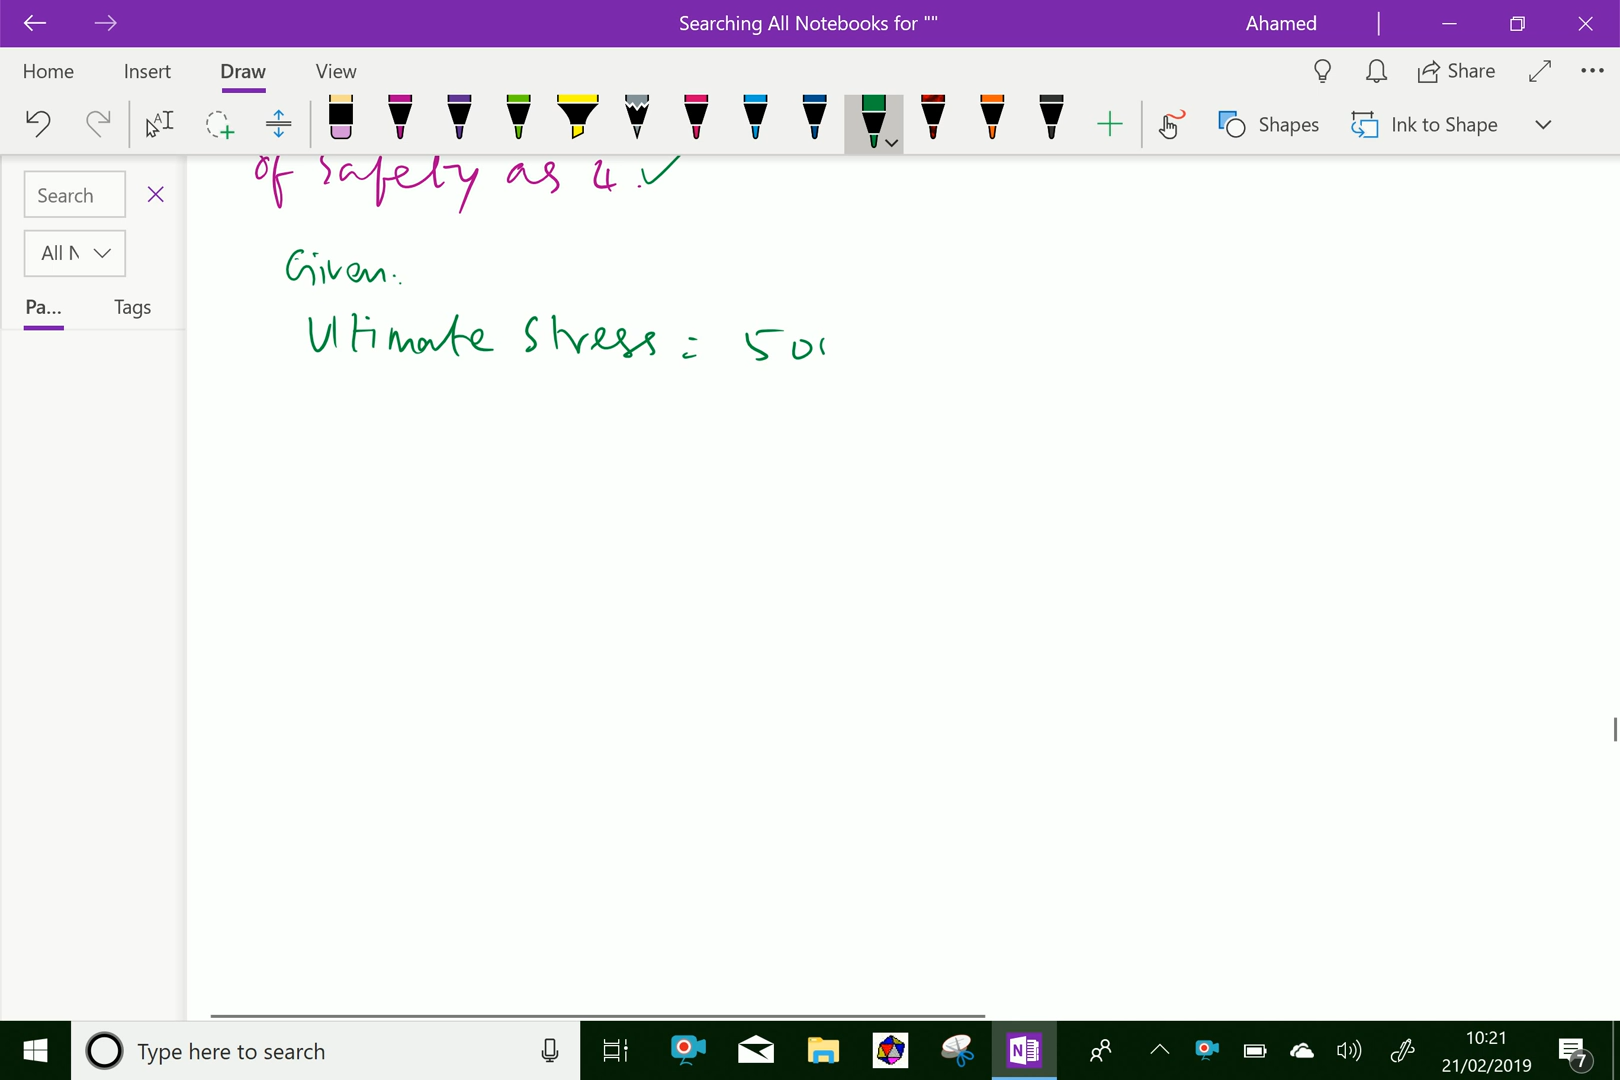 Searching All Notebooks for ""
Ahamed
Home Insert Draw View
Share
Shapes
Ink to Shape
Search
All N
Pa... Tags
of safety as 4.
Given:
Ultimate Stress =
Type here to search
10:21
21/02/2019
7